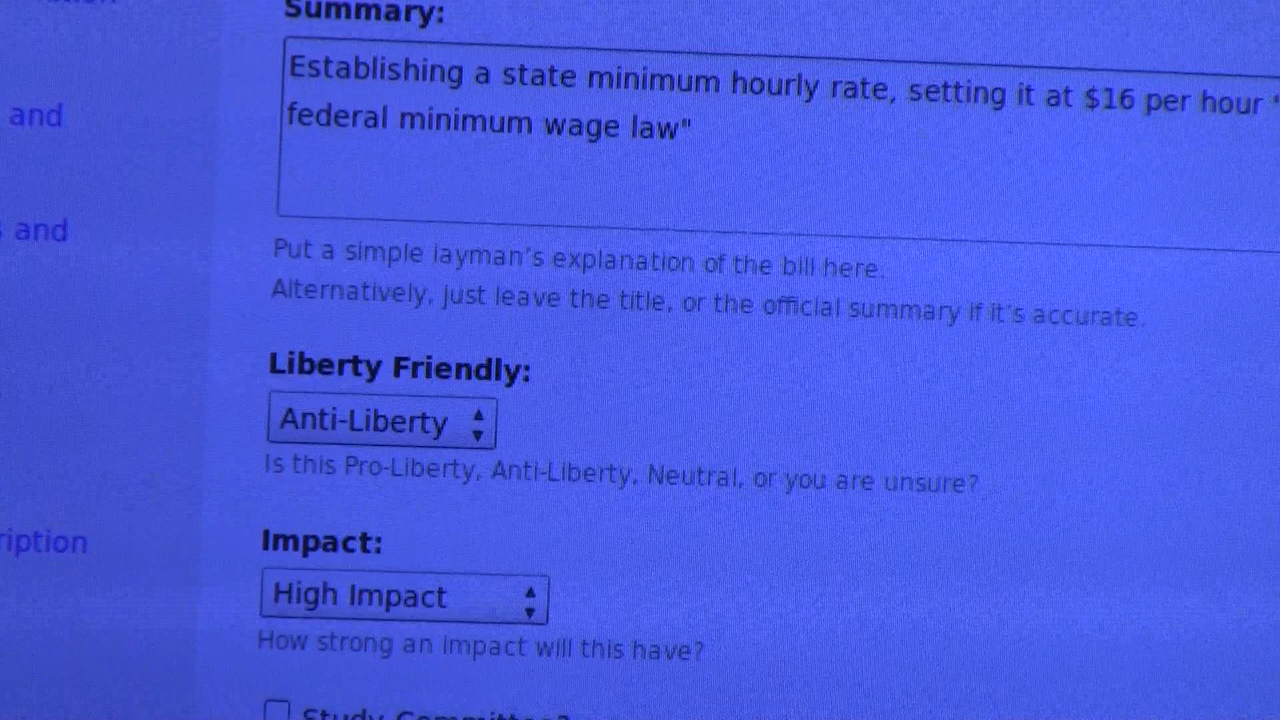 Summary:
Establishing a state minimum hourly rate, setting it at $16 per hour "
federal minimum wage law"
and
and
Put a simple layman's explanation of the bill here.
Alternatively, just leave the title, or the official summary if it's accurate.
Liberty Friendly:
Anti-Liberty
Is this Pro-Liberty, Anti-Liberty, Neutral, or you are unsure?
Impact:
ription
High Impact
How strong an impact will this have?
Study Committee?